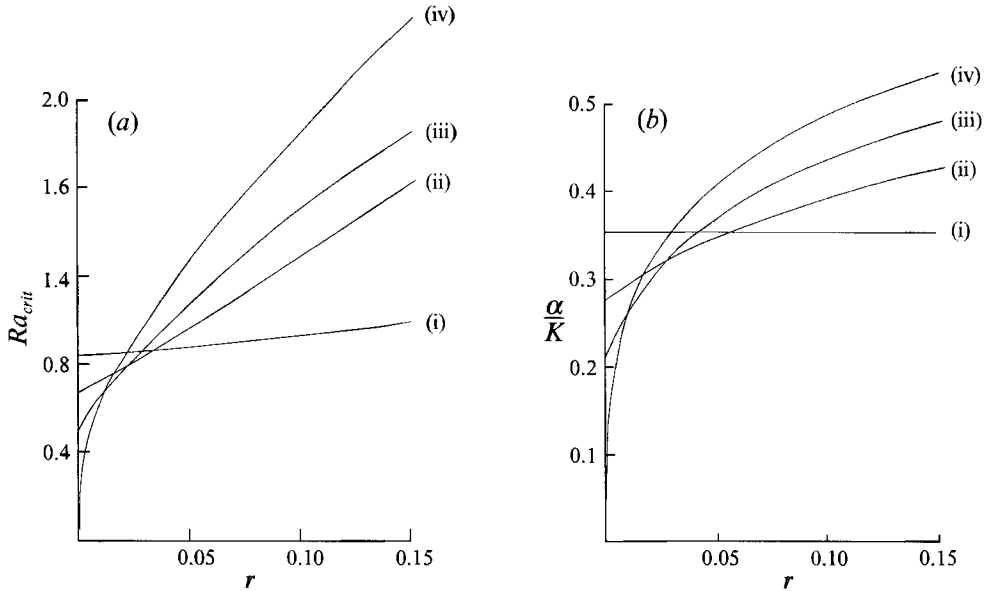 (a)
2.0
1.6
1.4
0.8
0.4
Ra_crit
0.05
0.10
0.15
r
(iv)
(iii)
(ii)
(i)
(b)
0.5
0.4
0.3
0.2
0.1
α/K
0.05
0.10
0.15
r
(iv)
(iii)
(ii)
(i)